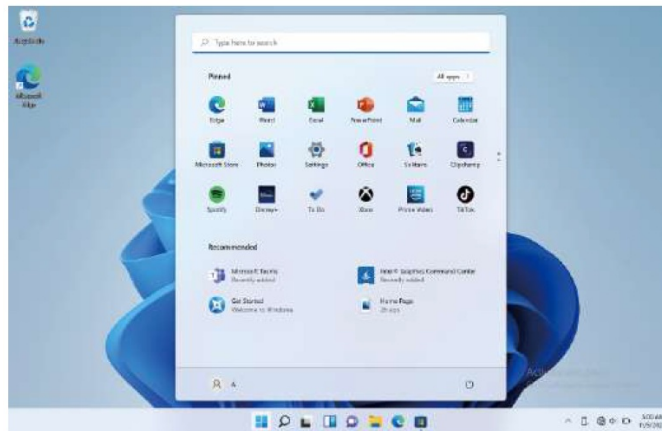 Recycle Bin
Microsoft
Edge
Type here to search
Pinned
All apps
Edge
Word
Excel
PowerPoint
Mail
Calendar
Microsoft Store
Photos
Settings
Office
Solitaire
Clipchamp
Spotify
Disney+
To Do
Xbox
Prime Video
TikTok
Recommended
Microsoft Teams
Recently added
Intel® Graphics Command Center
Recently added
Get Started
Welcome to Windows
Home Page
A